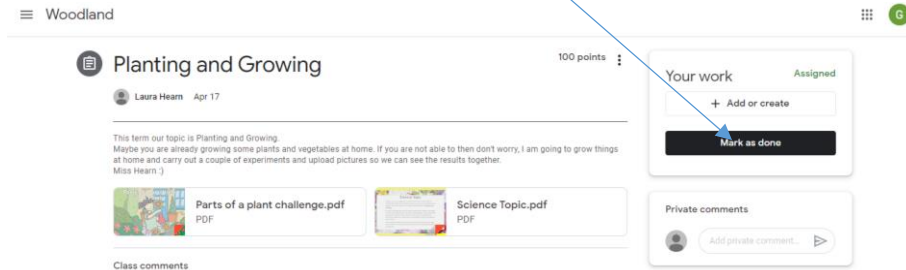 Woodland
G
Planting and Growing
100 points
Laura Hearn Apr 17
This term our topic is Planting and Growing.
Maybe you are already growing some plants and vegetables at home. If you are not able to then don't worry, I am going to grow things
at home and carry out a couple of experiments and upload pictures so we can see the results together.
Miss Hearn :)
Parts of a plant challenge.pdf
PDF
Science Topic.pdf
PDF
Class comments
Your work
Assigned
+ Add or create
Mark as done
Private comments
Add private comment...